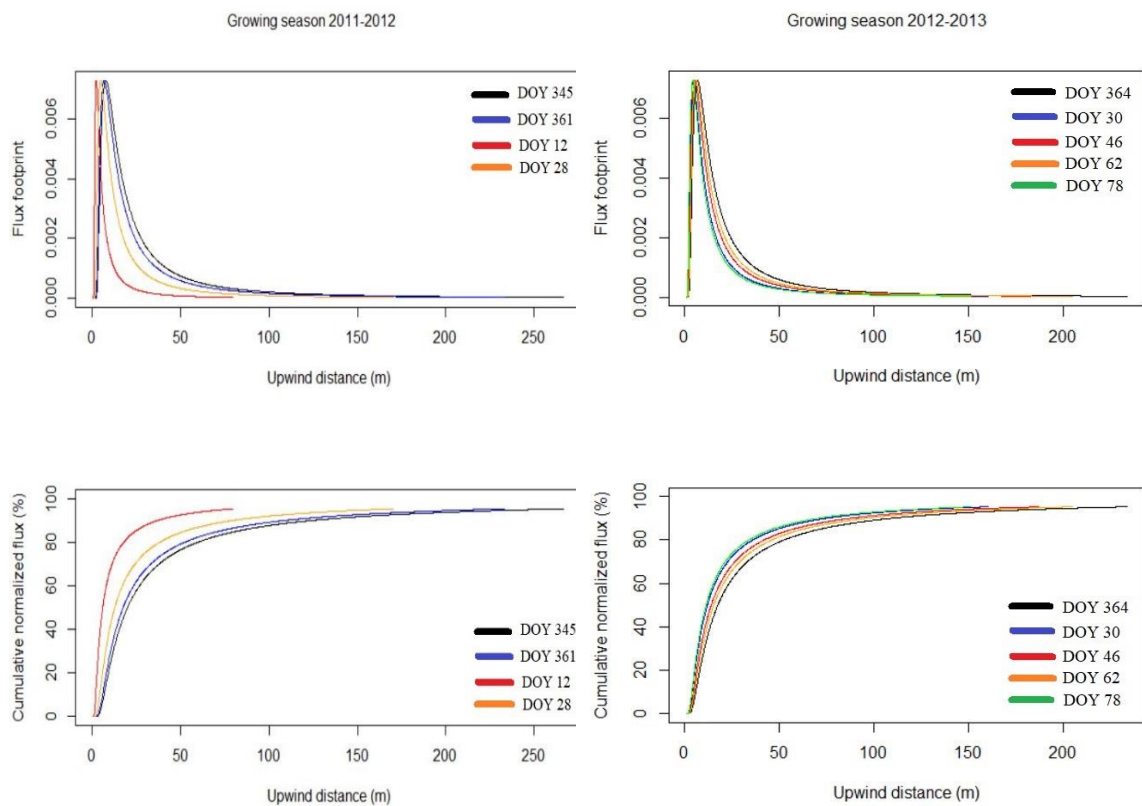 Growing season 2011-2012
Flux footprint
0.000 0.002 0.004 0.006
DOY 345
DOY 361
DOY 12
DOY 28
0 50 100 150 200 250
Upwind distance (m)
Growing season 2012-2013
Flux footprint
0.000 0.002 0.004 0.006
DOY 364
DOY 30
DOY 46
DOY 62
DOY 78
0 50 100 150 200
Upwind distance (m)
Cumulative normalized flux (%)
0 20 40 60 80 100
DOY 345
DOY 361
DOY 12
DOY 28
0 50 100 150 200 250
Upwind distance (m)
Cumulative normalized flux (%)
0 20 40 60 80 100
DOY 364
DOY 30
DOY 46
DOY 62
DOY 78
0 50 100 150 200
Upwind distance (m)